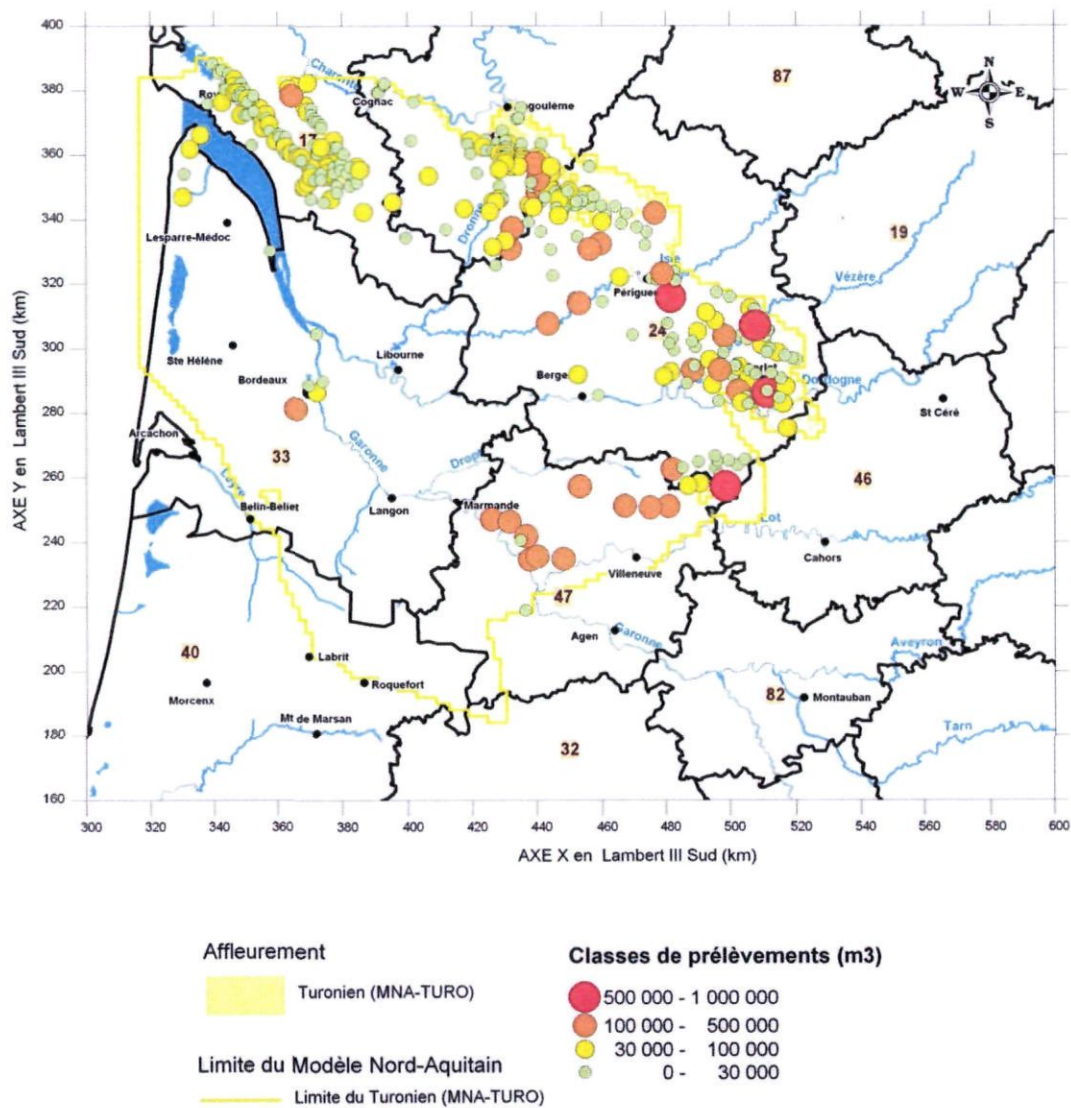 400
380
360
340
320
300
280
260
240
220
200
180
160
AXE Y en Lambert III Sud (km)
300
320
340
360
380
400
420
440
460
480
500
520
540
560
580
600
AXE X en Lambert III Sud (km)
N
W
E
S
87
Charente
Cognac
17
Dronne
19
Lesparre-Médoc
Isle
Vézère
24
Ste Hélène
Libourne
Bordeaux
St Céré
Arcachon
33
Garonne
Dropt
46
Leyre
Belin-Beliet
Langon
Marmande
Lot
Cahors
Villeneuve
47
Agen
Garonne
Aveyron
40
Labrit
Roquefort
Morcenx
82
Montauban
Mt de Marsan
32
Tarn
Affleurement
Turonien (MNA-TURO)
Limite du Modèle Nord-Aquitain
Limite du Turonien (MNA-TURO)
Classes de prélèvements (m3)
500 000 - 1 000 000
100 000 - 500 000
30 000 - 100 000
0 - 30 000